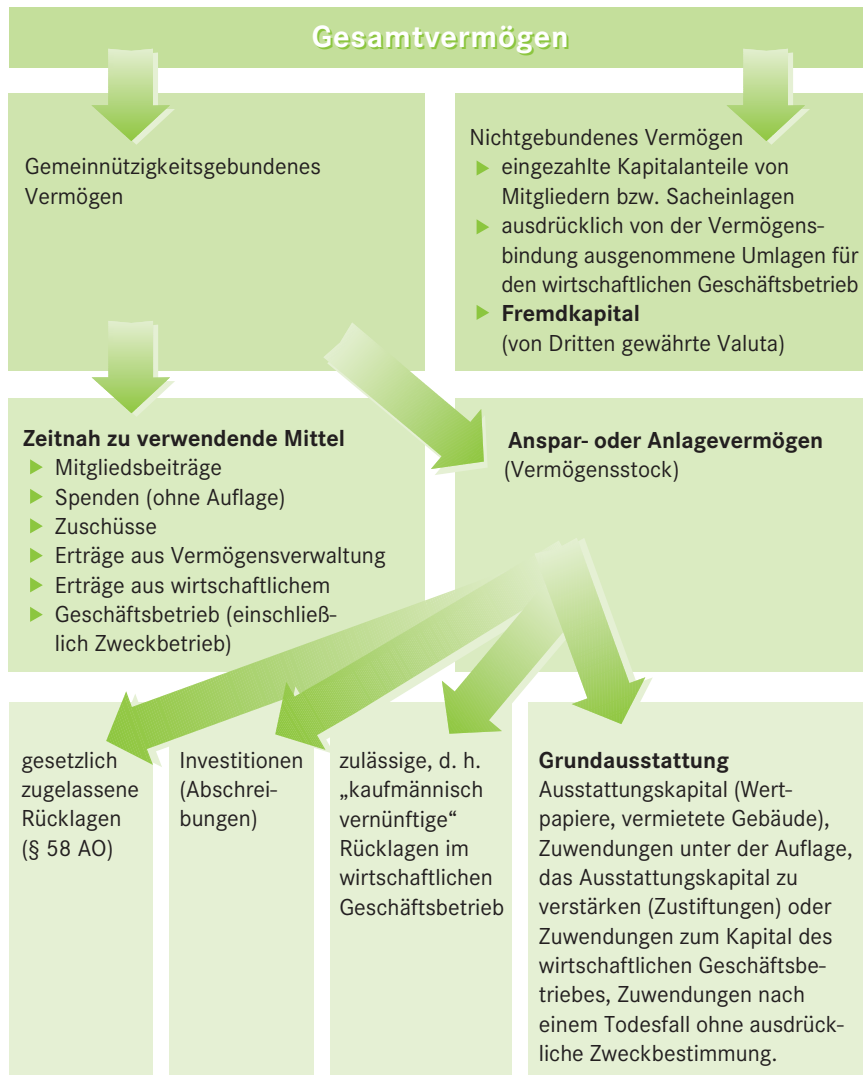 Gesamtvermögen
Gemeinnützigkeitsgebundenes
Vermögen
Nichtgebundenes Vermögen
eingezahlte Kapitalanteile von
Mitgliedern bzw. Sacheinlagen
ausdrücklich von der Vermögens-
bindung ausgenommene Umlagen für
den wirtschaftlichen Geschäftsbetrieb
Fremdkapital
(von Dritten gewährte Valuta)
Zeitnah zu verwendende Mittel
Mitgliedsbeiträge
Spenden (ohne Auflage)
Zuschüsse
Erträge aus Vermögensverwaltung
Erträge aus wirtschaftlichem
Geschäftsbetrieb (einschließ-
lich Zweckbetrieb)
Anspar- oder Anlagevermögen
(Vermögensstock)
gesetzlich
zugelassene
Rücklagen
(§ 58 AO)
Investitionen
(Abschrei-
bungen)
zulässige, d. h.
„kaufmännisch
vernünftige“
Rücklagen im
wirtschaftlichen
Geschäftsbetrieb
Grundausstattung
Ausstattungskapital (Wert-
papiere, vermietete Gebäude),
Zuwendungen unter der Auflage,
das Ausstattungskapital zu
verstärken (Zustiftungen) oder
Zuwendungen zum Kapital des
wirtschaftlichen Geschäftsbe-
triebes, Zuwendungen nach
einem Todesfall ohne ausdrück-
liche Zweckbestimmung.